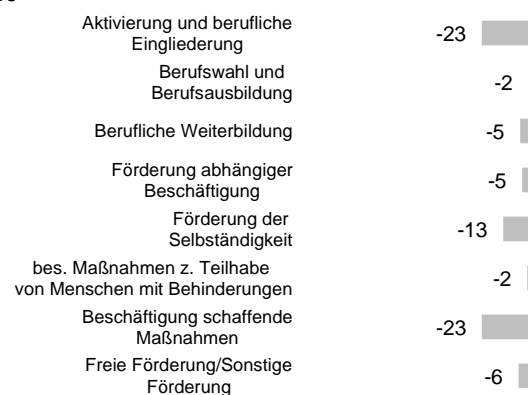 Aktivierung und berufliche
Eingliederung
-23
Berufswahl und
Berufsausbildung
-2
Berufliche Weiterbildung
-5
Förderung abhängiger
Beschäftigung
-5
Förderung der
Selbständigkeit
-13
bes. Maßnahmen z. Teilhabe
von Menschen mit Behinderungen
-2
Beschäftigung schaffende
Maßnahmen
-23
Freie Förderung/Sonstige
Förderung
-6